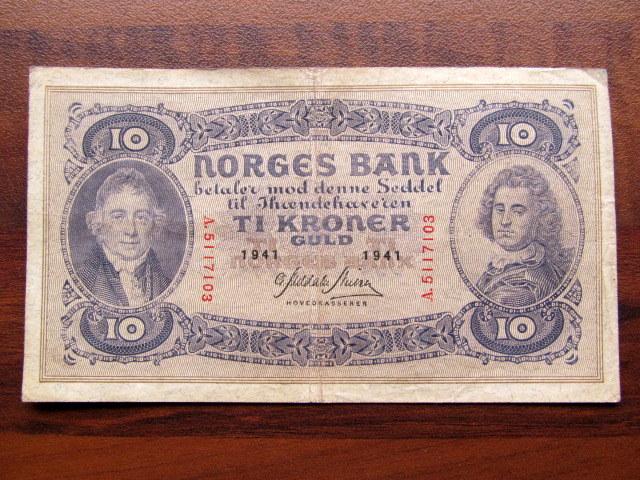 10 10
NORGES BANK
betaler mod denne Seddel
til Ihændehaveren
TI KRONER
GULD
1941 1941
A.5117103
A.5117103
HOVEDKASSERER
10 10